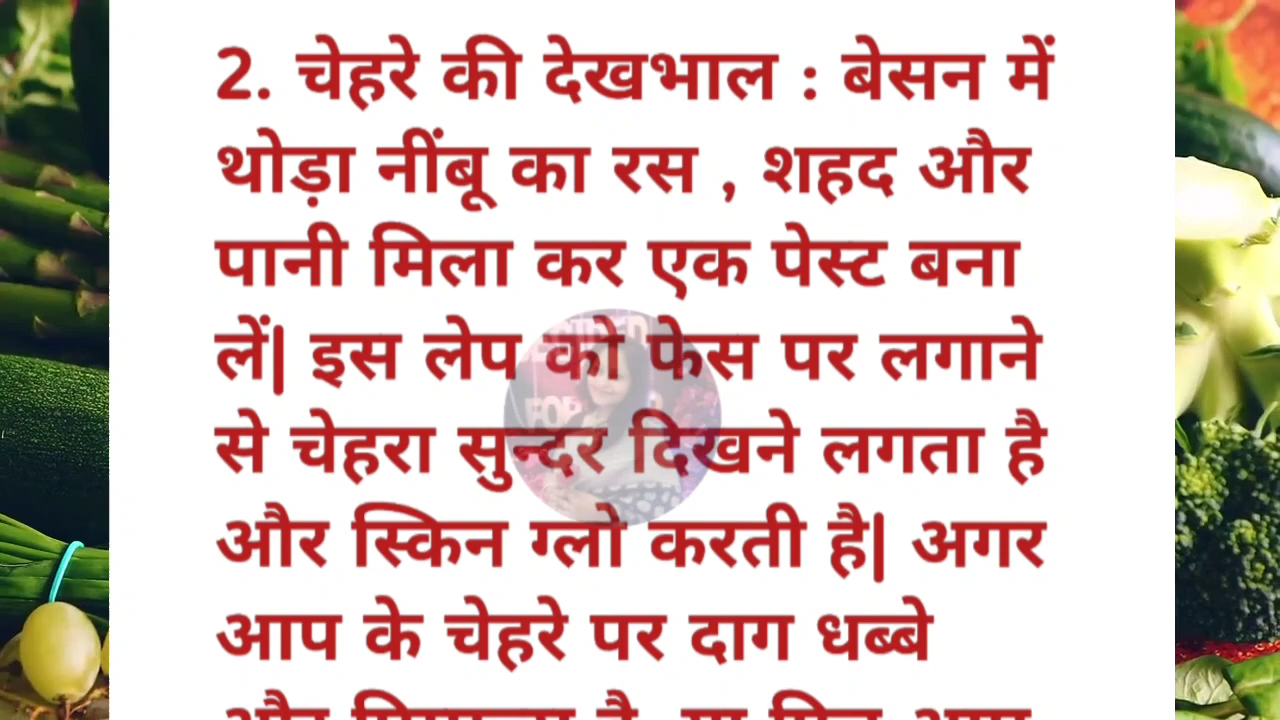 2. चेहरे की देखभाल : बेसन में
थोड़ा नींबू का रस , शहद और
पानी मिला कर एक पेस्ट बना
लें| इस लेप को फेस पर लगाने
से चेहरा सुन्दर दिखने लगता है
और स्किन ग्लो करती है| अगर
आप के चेहरे पर दाग धब्बे